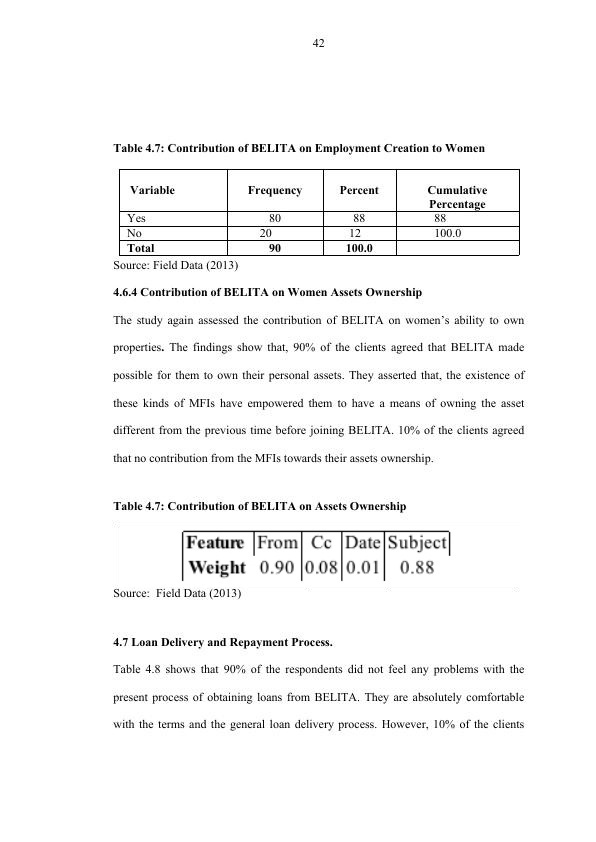 42
Table 4.7: Contribution of BELITA on Employment Creation to Women
Variable Frequency Percent Cumulative
Percentage
Yes 80 88 88
No 20 12 100.0
Total 90 100.0
Source: Field Data (2013)
4.6.4 Contribution of BELITA on Women Assets Ownership
The study again assessed the contribution of BELITA on women’s ability to own
properties. The findings show that, 90% of the clients agreed that BELITA made
possible for them to own their personal assets. They asserted that, the existence of
these kinds of MFIs have empowered them to have a means of owning the asset
different from the previous time before joining BELITA. 10% of the clients agreed
that no contribution from the MFIs towards their assets ownership.
Table 4.7: Contribution of BELITA on Assets Ownership
Feature From Cc Date Subject
Weight 0.90 0.08 0.01 0.88
Source: Field Data (2013)
4.7 Loan Delivery and Repayment Process.
Table 4.8 shows that 90% of the respondents did not feel any problems with the
present process of obtaining loans from BELITA. They are absolutely comfortable
with the terms and the general loan delivery process. However, 10% of the clients